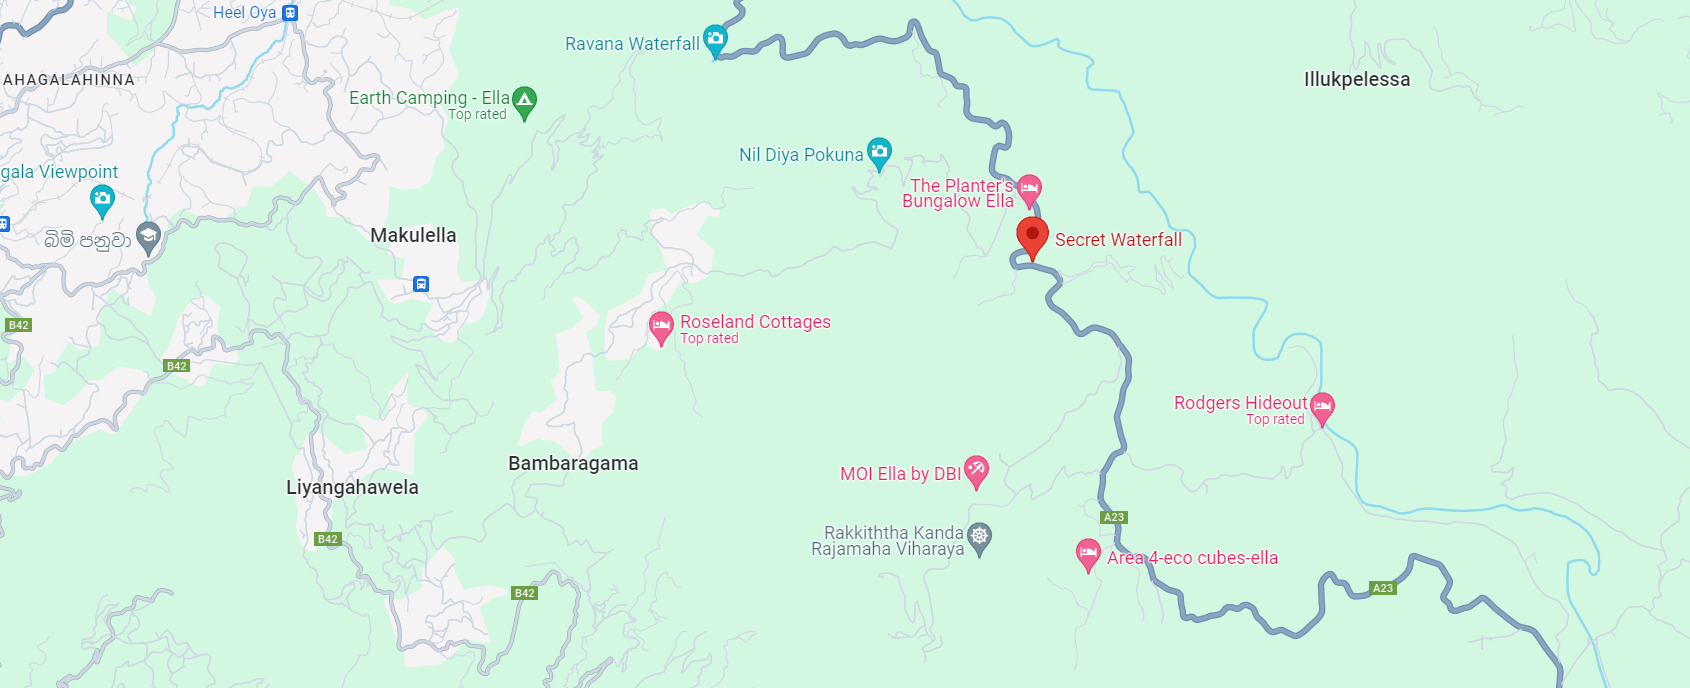 Heel Oya
Ravana Waterfall
AHAGALAHINNA
Illukpelessa
Earth Camping - Ella
Top rated
Nil Diya Pokuna
gala Viewpoint
The Planter's
Bungalow Ella
බිම් පනුවා
Makulella
Secret Waterfall
B42
Roseland Cottages
Top rated
B42
Rodgers Hideout
Top rated
Bambaragama
MOI Ella by DBI
Liyangahawela
A23
B42
Rakkiththa Kanda
Rajamaha Viharaya
Area 4-eco cubes-ella
B42
A23